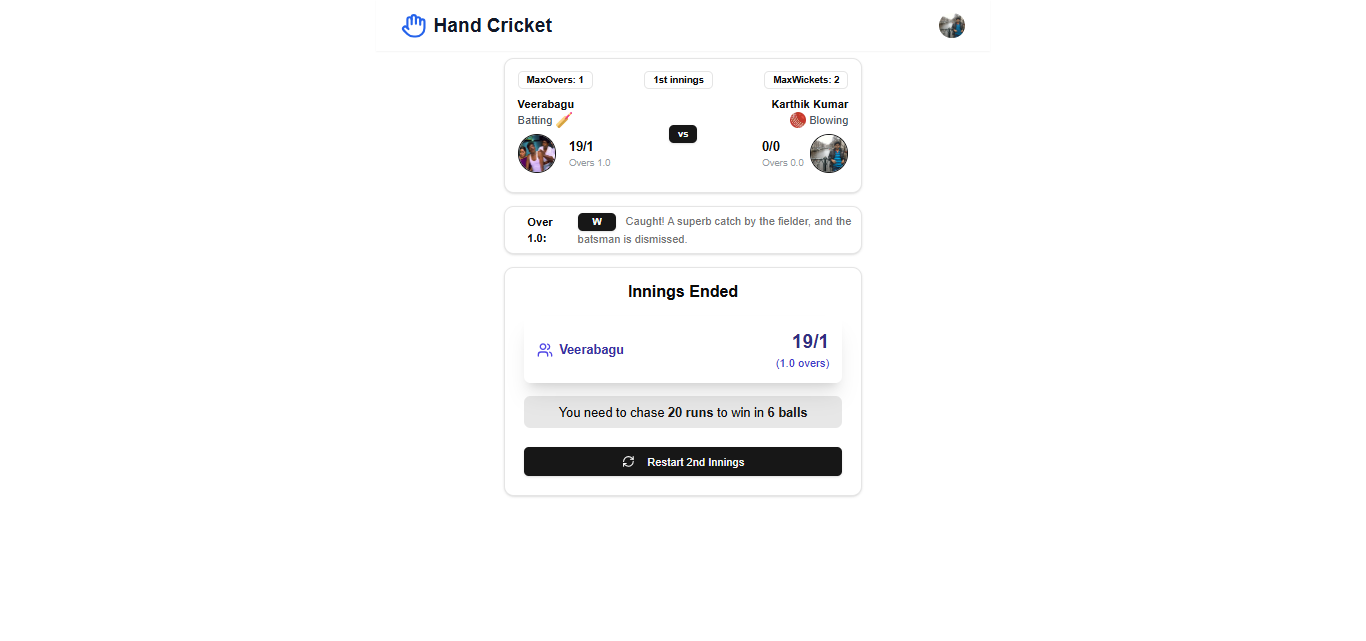 Hand Cricket
MaxOvers: 1
1st innings
MaxWickets: 2
Veerabagu
Karthik Kumar
Batting
Blowing
vs
19/1
0/0
Overs 1.0
Overs 0.0
Over
1.0:
W Caught! A superb catch by the fielder, and the
batsman is dismissed.
Innings Ended
Veerabagu
19/1
(1.0 overs)
You need to chase 20 runs to win in 6 balls
Restart 2nd Innings